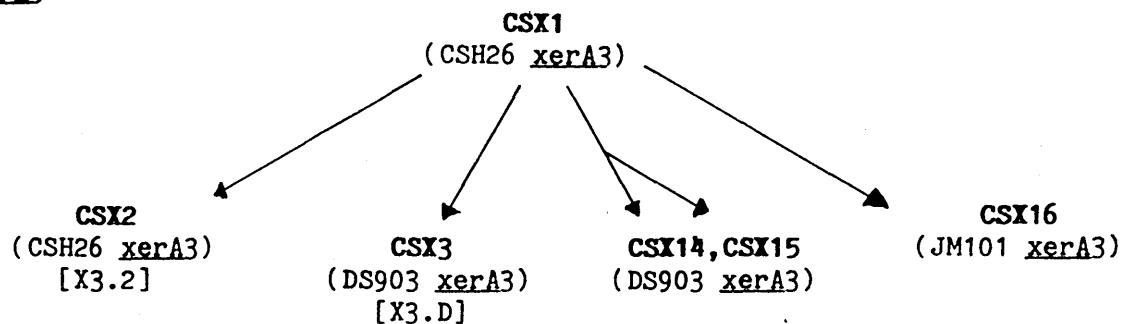 CSX1
(CSH26 xerA3)
CSX2
(CSH26 xerA3)
[X3.2]
CSX3
(DS903 xerA3)
[X3.D]
CSX14,CSX15
(DS903 xerA3)
CSX16
(JM101 xerA3)